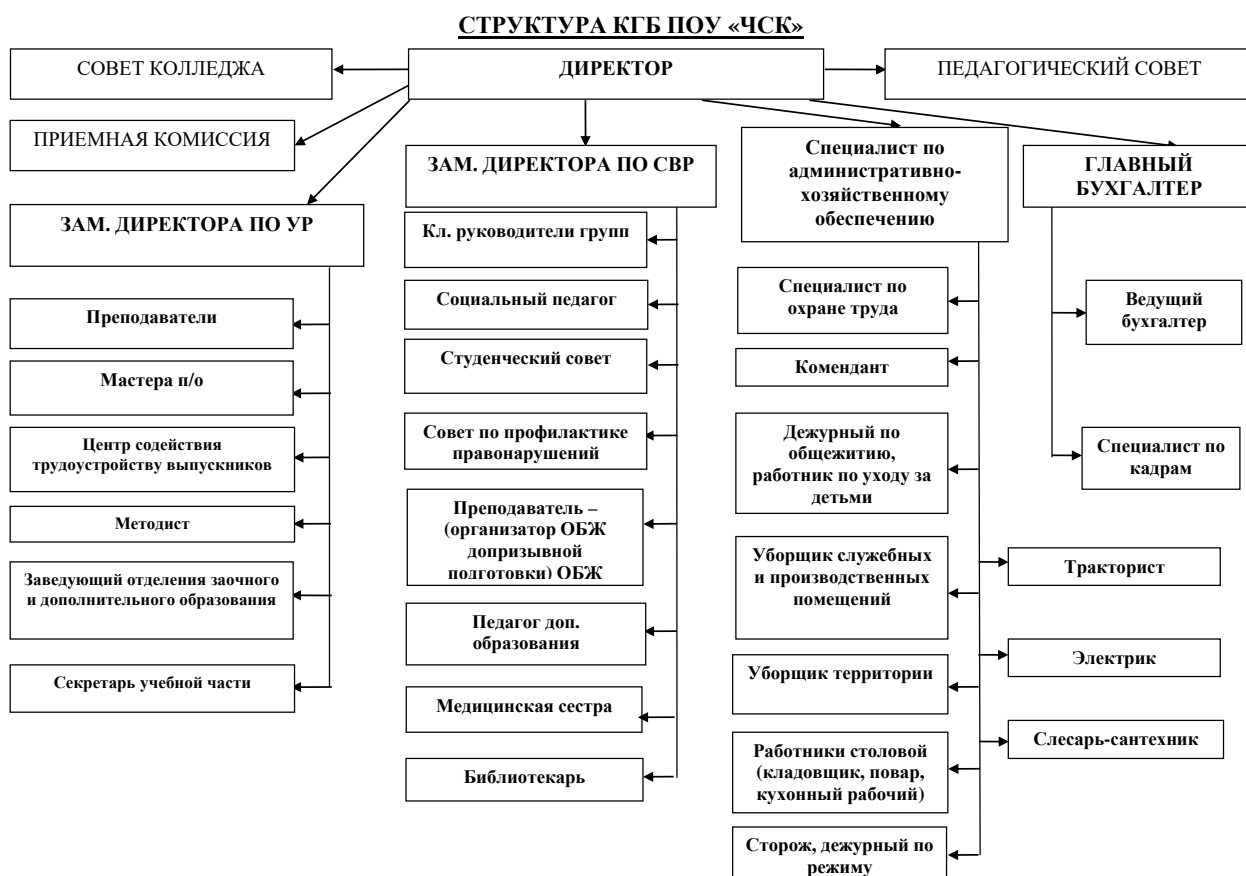 СТРУКТУРА КГБ ПОУ «ЧСК»
СОВЕТ КОЛЛЕДЖА
ДИРЕКТОР
ПЕДАГОГИЧЕСКИЙ СОВЕТ
ПРИЕМНАЯ КОМИССИЯ
ЗАМ. ДИРЕКТОРА ПО УР
Преподаватели
Мастера п/о
Центр содействия
трудоустройству выпускников
Методист
Заведующий отделения заочного
и дополнительного образования
Секретарь учебной части
ЗАМ. ДИРЕКТОРА ПО СВР
Кл. руководители групп
Социальный педагог
Студенческий совет
Совет по профилактике
правонарушений
Преподаватель –
(организатор ОБЖ
допризывной
подготовки) ОБЖ
Педагог доп.
образования
Медицинская сестра
Библиотекарь
Специалист по
административно-
хозяйственному
обеспечению
Специалист по
охране труда
Комендант
Дежурный по
общежитию,
работник по уходу за
детьми
Уборщик служебных
и производственных
помещений
Уборщик территории
Работники столовой
(кладовщик, повар,
кухонный рабочий)
Сторож, дежурный по
режиму
Тракторист
Электрик
Слесарь-сантехник
ГЛАВНЫЙ
БУХГАЛТЕР
Ведущий
бухгалтер
Специалист по
кадрам